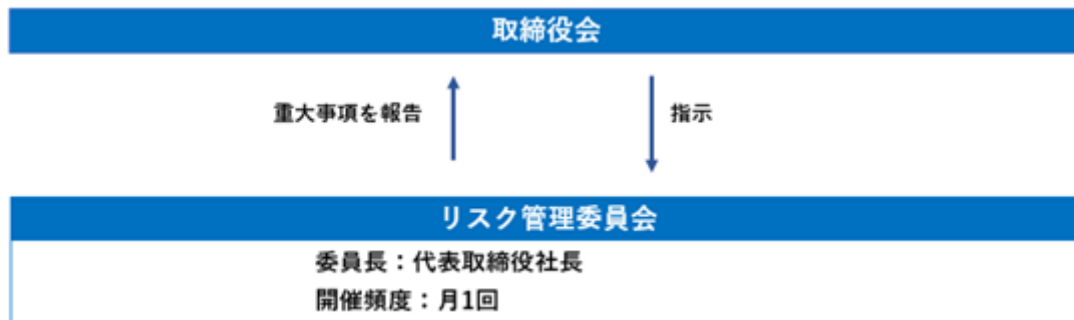 取締役会
重大事項を報告
指示
リスク管理委員会
委員長：代表取締役社長
開催頻度：月1回